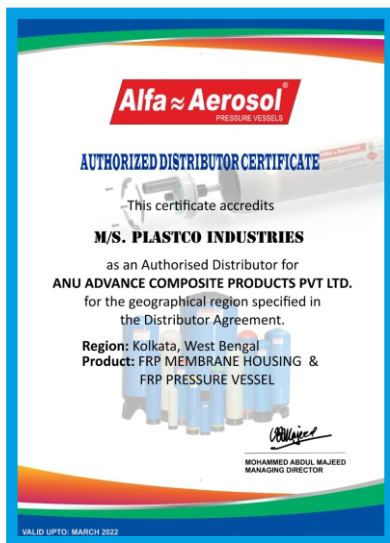 Alfa ≈ Aerosol®
PRESSURE VESSELS
AUTHORIZED DISTRIBUTOR CERTIFICATE
This certificate accredits
M/S. PLASTCO INDUSTRIES
as an Authorised Distributor for
ANU ADVANCE COMPOSITE PRODUCTS PVT LTD.
for the geographical region specified in
the Distributor Agreement.
Region: Kolkata, West Bengal
Product: FRP MEMBRANE HOUSING &
FRP PRESSURE VESSEL
MOHAMMED ABDUL MAJEED
MANAGING DIRECTOR
VALID UPTO: MARCH 2022